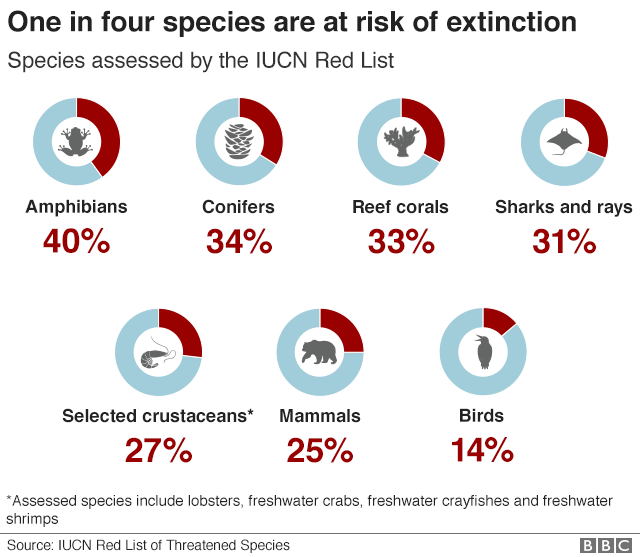 One in four species are at risk of extinction
Species assessed by the IUCN Red List
Amphibians
40%
Conifers
34%
Reef corals
33%
Sharks and rays
31%
Selected crustaceans*
27%
Mammals
25%
Birds
14%
*Assessed species include lobsters, freshwater crabs, freshwater crayfishes and freshwater
shrimps
Source: IUCN Red List of Threatened Species
BBC